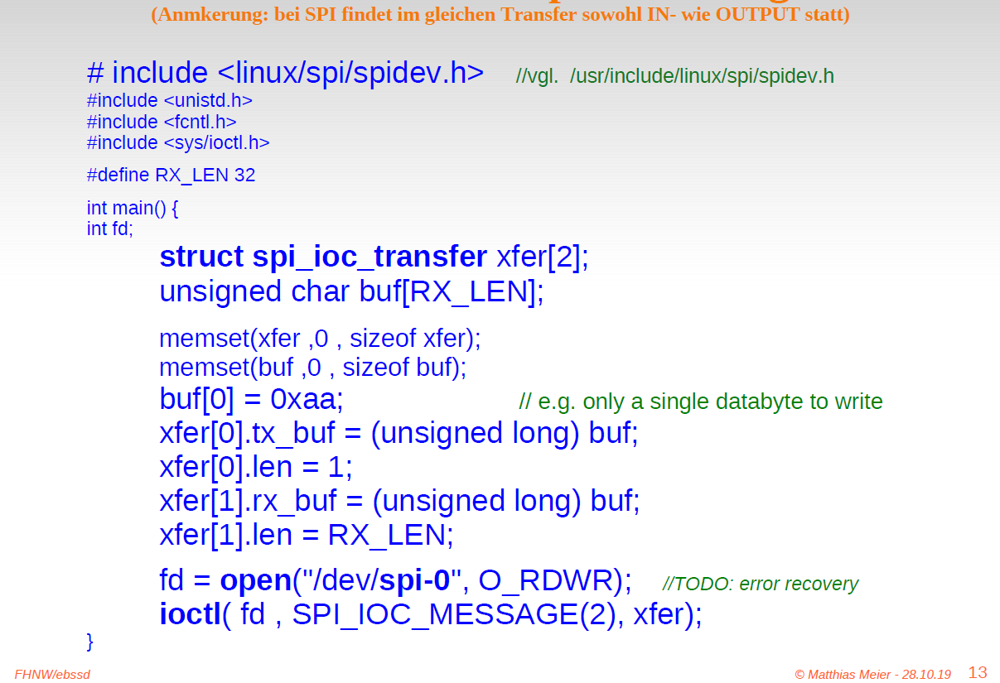 (Anmkerung: bei SPI findet im gleichen Transfer sowohl IN- wie OUTPUT statt)
# include <linux/spi/spidev.h> //vgl. /usr/include/linux/spi/spidev.h
#include <unistd.h>
#include <fcntl.h>
#include <sys/ioctl.h>
#define RX_LEN 32
int main() {
int fd;
struct spi_ioc_transfer xfer[2];
unsigned char buf[RX_LEN];
memset(xfer ,0 , sizeof xfer);
memset(buf ,0 , sizeof buf);
buf[0] = 0xaa; // e.g. only a single databyte to write
xfer[0].tx_buf = (unsigned long) buf;
xfer[0].len = 1;
xfer[1].rx_buf = (unsigned long) buf;
xfer[1].len = RX_LEN;
fd = open("/dev/spi-0", O_RDWR); //TODO: error recovery
ioctl( fd , SPI_IOC_MESSAGE(2), xfer);
}
FHNW/ebssd © Matthias Meier - 28.10.19 13